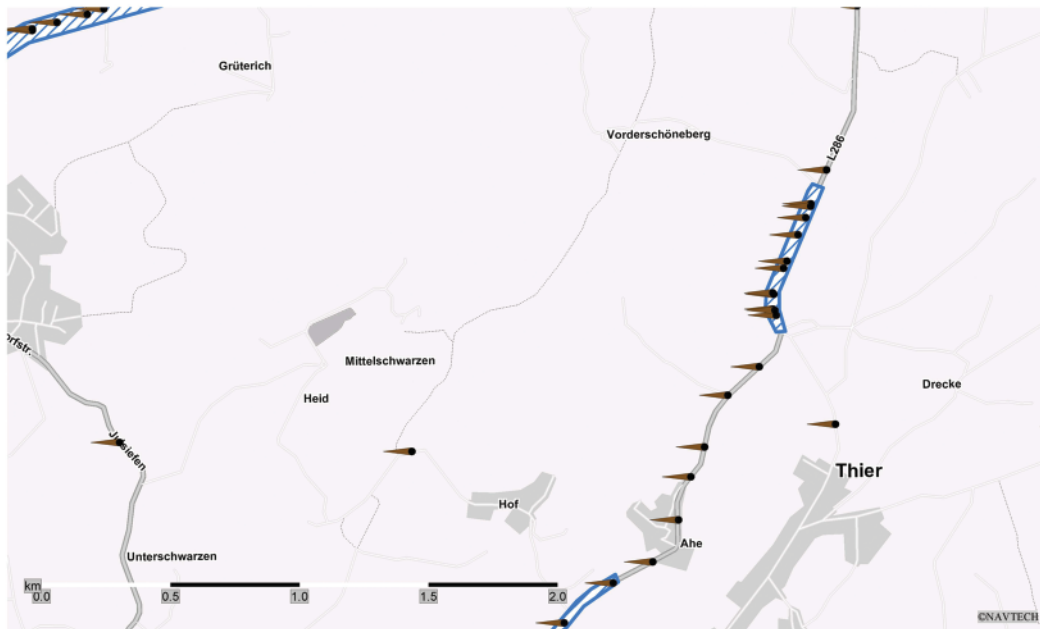 Grüterich
Vorderschöneberg
L286
orfstr.
Mittelschwarzen
Heid
Drecke
Thier
Hof
Ahe
Unterschwarzen
km
0.0
0.5
1.0
1.5
2.0
©NAVTECH